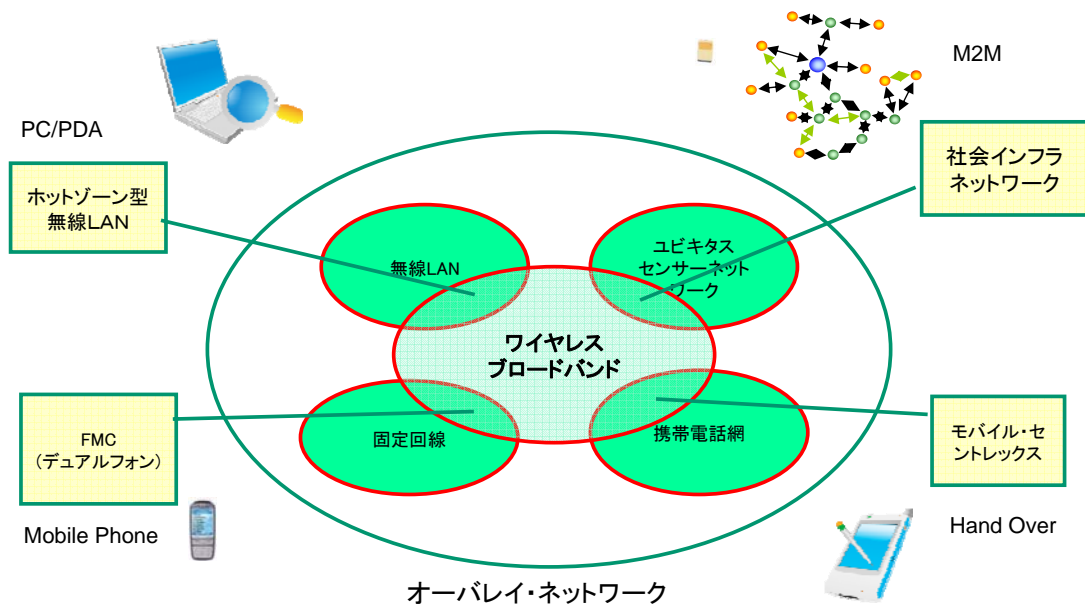 M2M
PC/PDA
ホットゾーン型
無線LAN
社会インフラ
ネットワーク
無線LAN
ユビキタス
センサーネット
ワーク
ワイヤレス
ブロードバンド
FMC
（デュアルフォン）
固定回線
携帯電話網
モバイル・セ
ントレックス
Mobile Phone
Hand Over
オーバレイ・ネットワーク